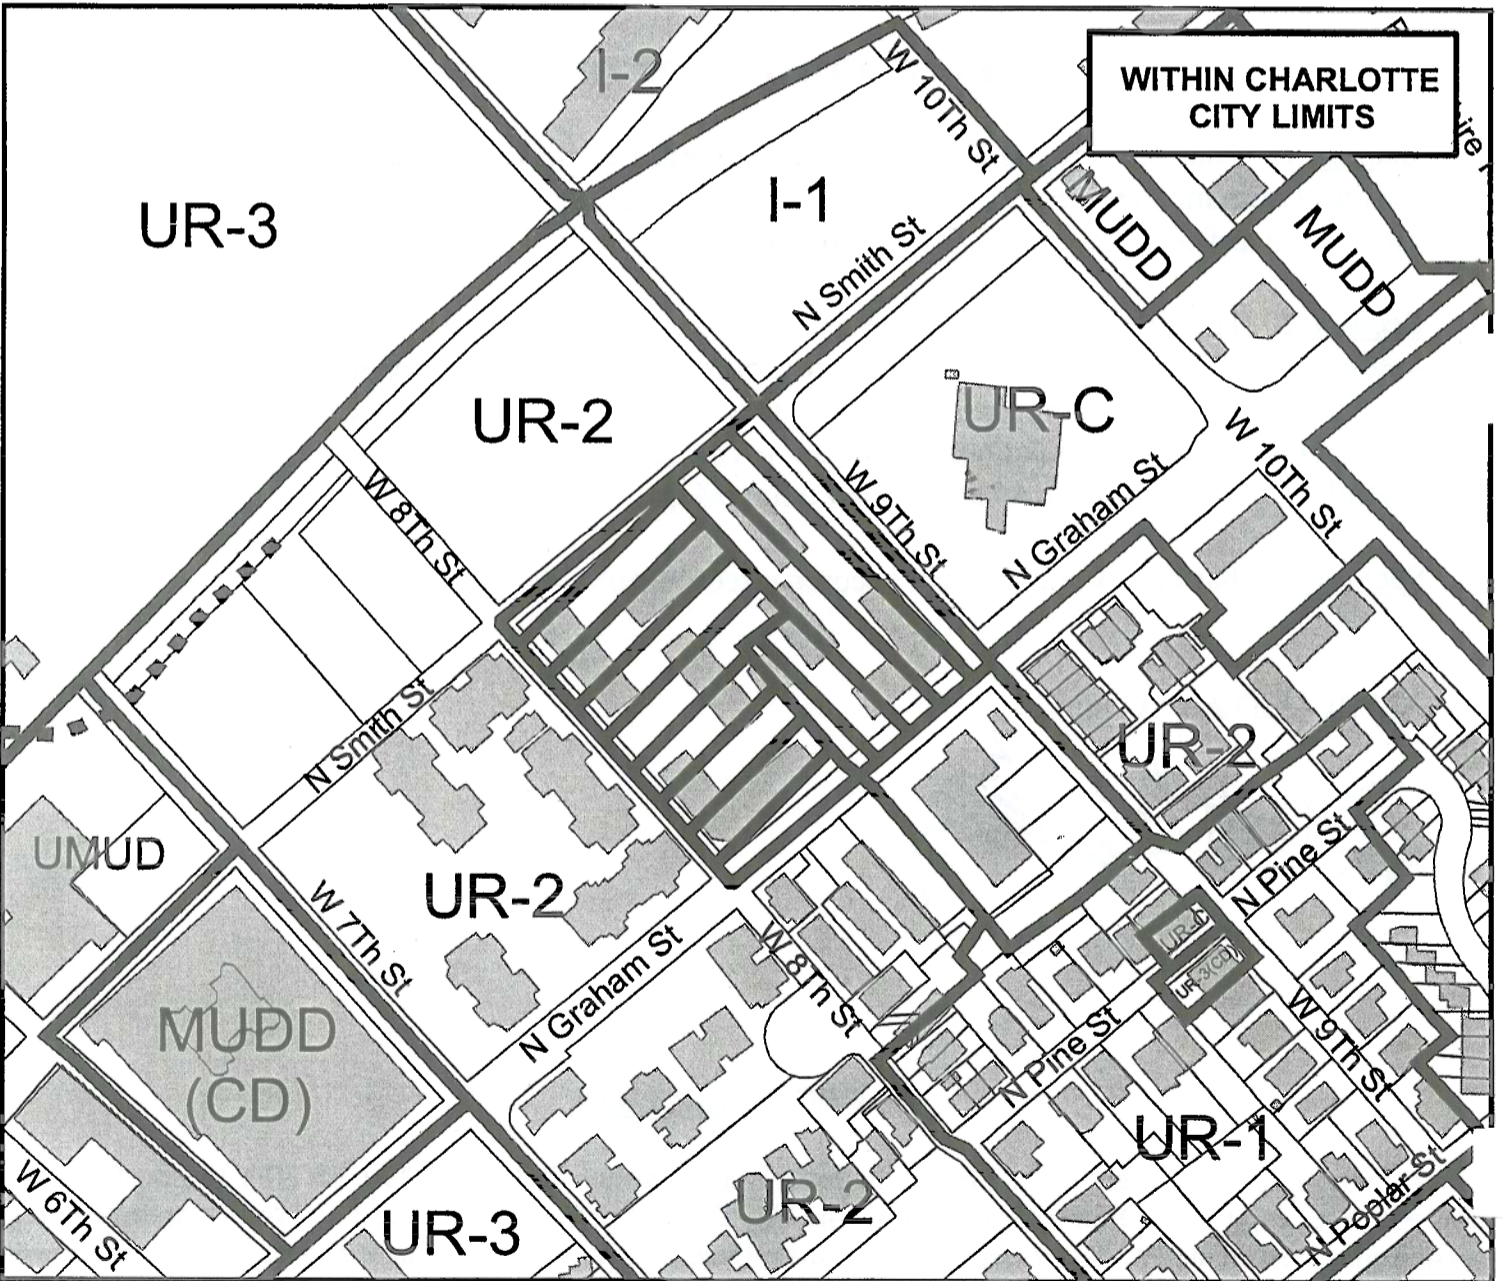 I-2
W 10Th St
WITHIN CHARLOTTE
CITY LIMITS
UR-3
I-1
N Smith St
MUDD
MUDD
UR-2
UR-C
W 10Th St
W 8Th St
W 9Th St
N Graham St
N Smith St
UR-2
UMUD
UR-2
N Pine St
W 7Th St
UR-C
UR-3(CD)
N Graham St
W 8Th St
MUDD
(CD)
W 9Th St
N Pine St
UR-1
W 6Th St
UR-3
UR-2
N Poplar St